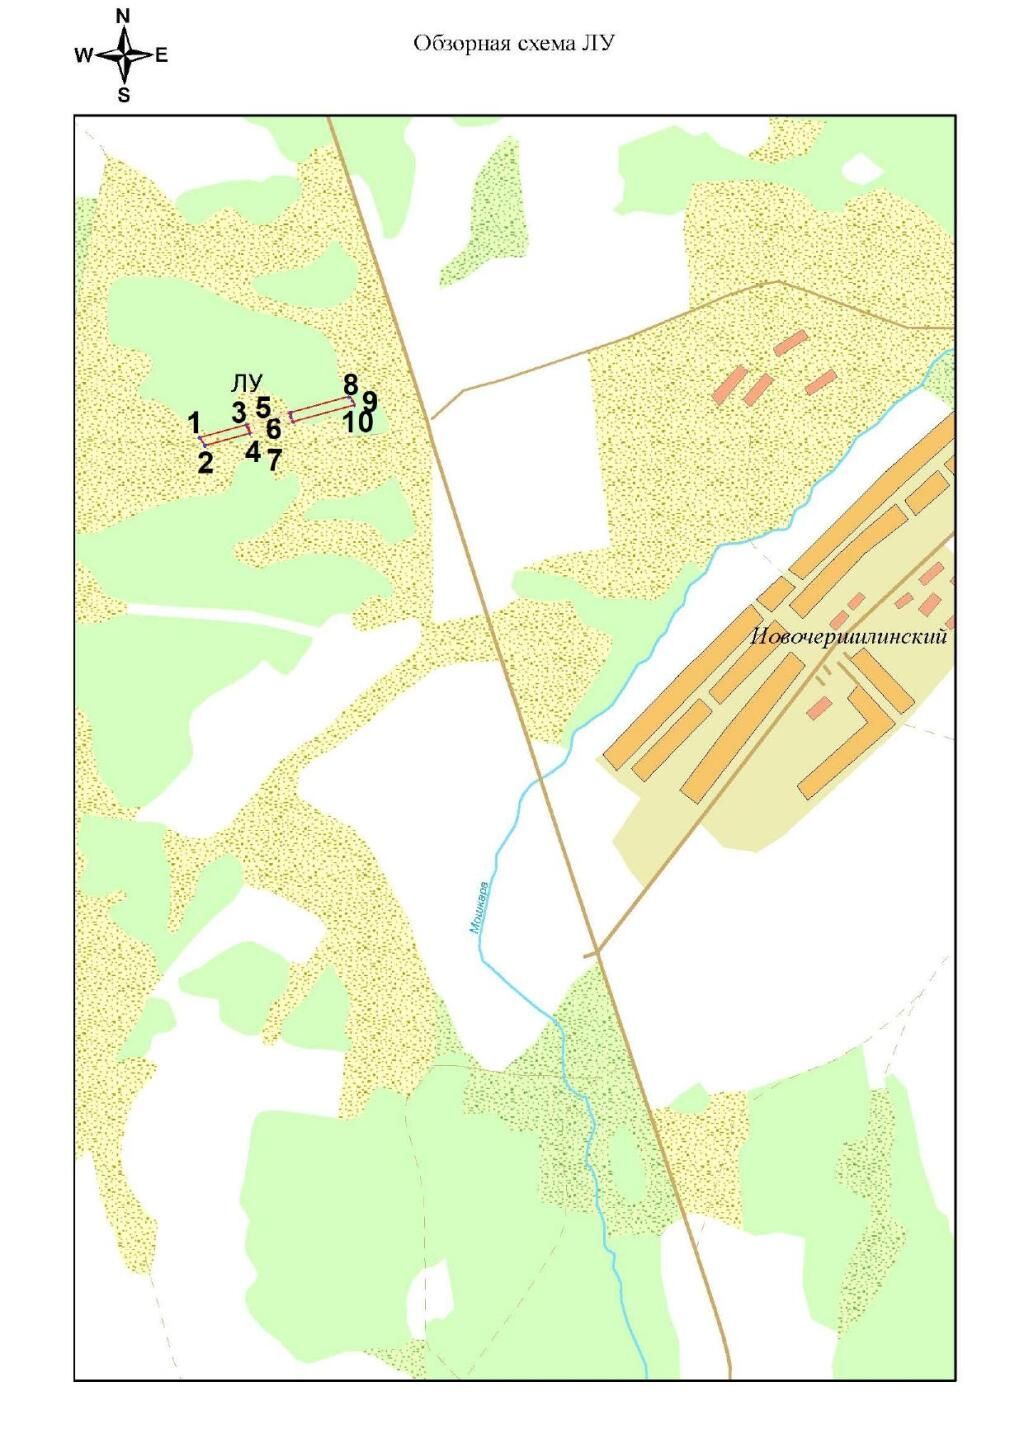 N
W E
S
Обзорная схема ЛУ
ЛУ
8
1 3 5 9
6 10
2 4 7
Новочершилинский
Мошкара